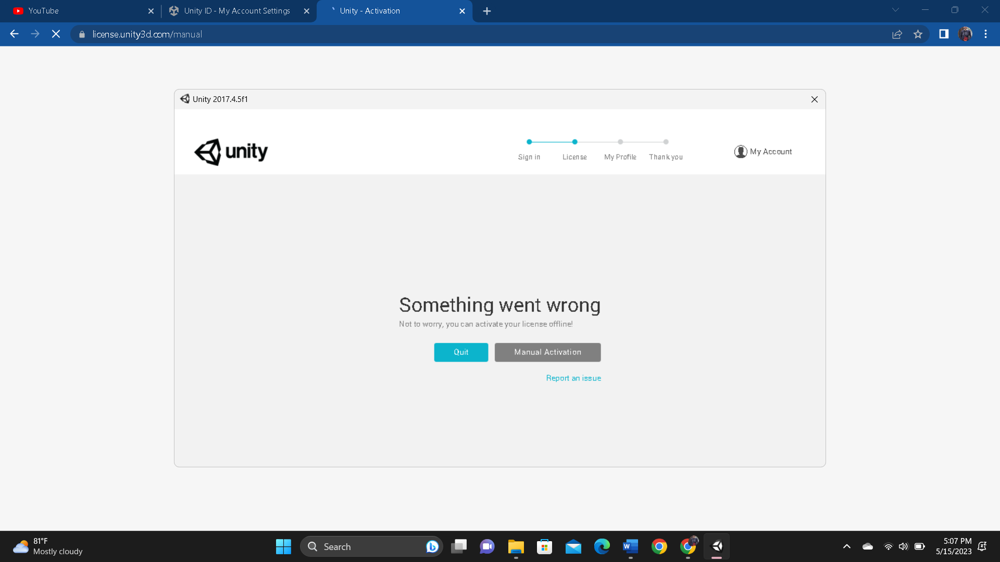 YouTube
Unity ID - My Account Settings
Unity - Activation
license.unity3d.com/manual
Unity 2017.4.5f1
unity
Sign in
License
My Profile
Thank you
My Account
Something went wrong
Not to worry, you can activate your license offline!
Quit
Manual Activation
Report an issue
81°F
Mostly cloudy
Search
W
5:07 PM
5/15/2023